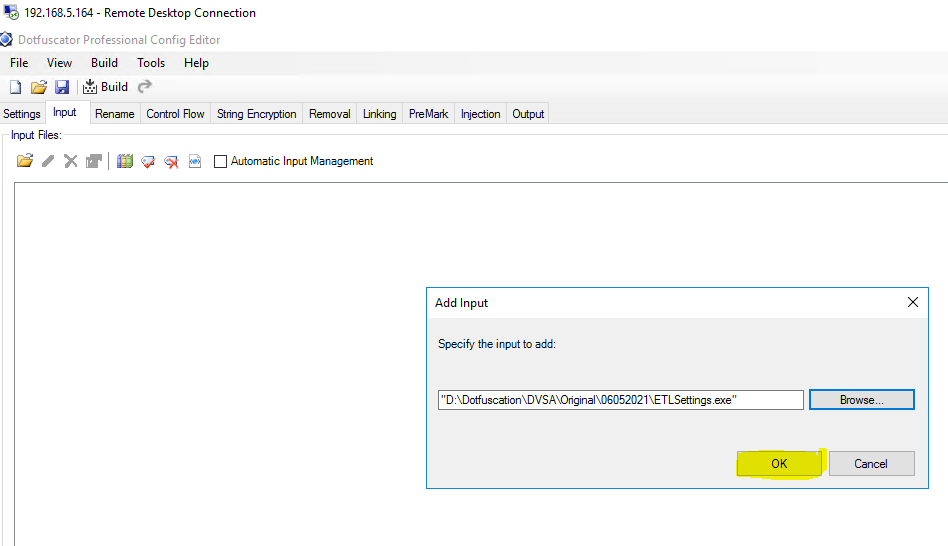 192.168.5.164 - Remote Desktop Connection
Dotfuscator Professional Config Editor
File View Build Tools Help
Build
Settings Input Rename Control Flow String Encryption Removal Linking PreMark Injection Output
Input Files:
Automatic Input Management
Add Input
Specify the input to add:
"D:\Dotfuscation\DVSA\Original\06052021\ETLSettings.exe" Browse...
OK Cancel